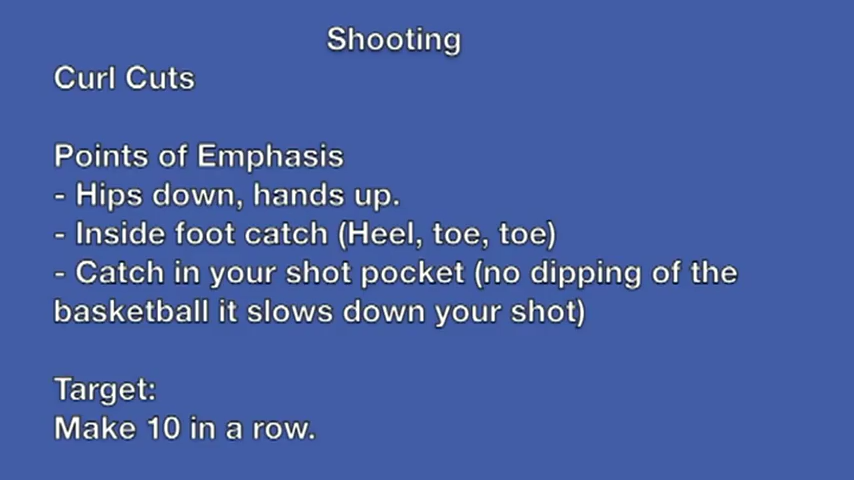 Shooting
Curl Cuts
Points of Emphasis
- Hips down, hands up.
- Inside foot catch (Heel, toe, toe)
- Catch in your shot pocket (no dipping of the
basketball it slows down your shot)
Target:
Make 10 in a row.